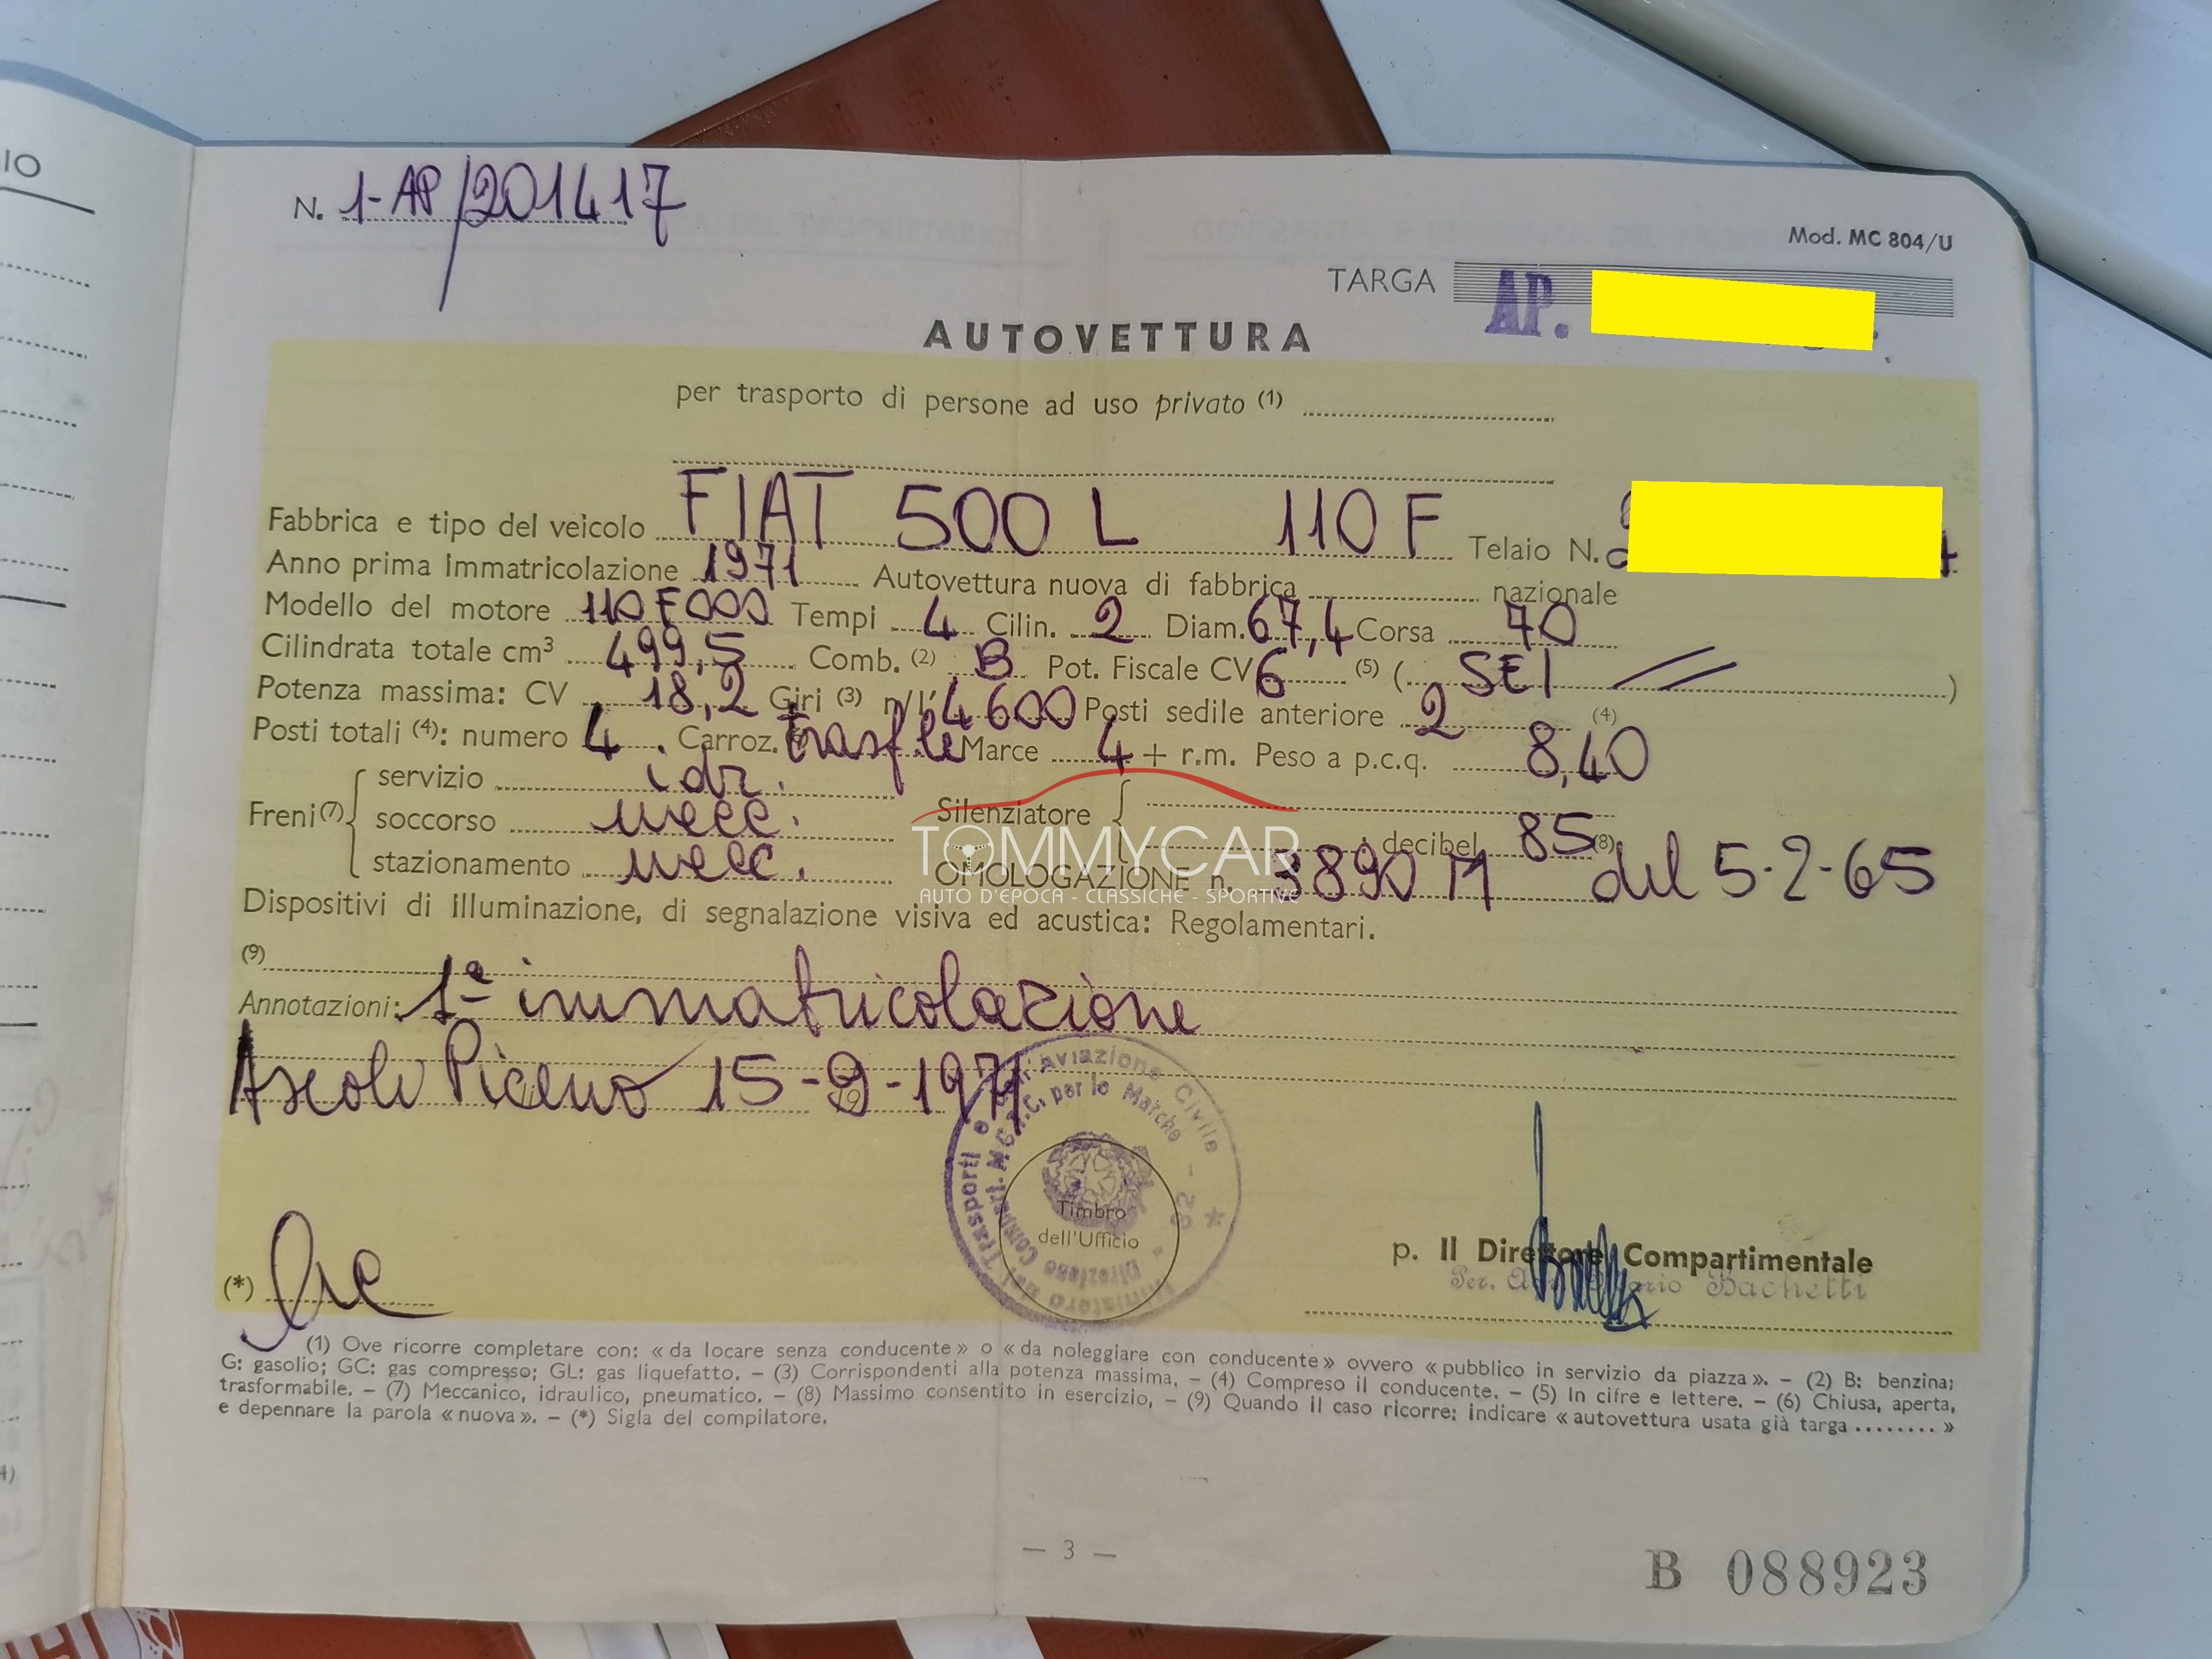 IO
N. 1-AP/201417
Mod. MC 804/U
TARGA AP.
AUTOVETTURA
per trasporto di persone ad uso privato (1)
Fabbrica e tipo del veicolo FIAT 500 L 110 F Telaio N.
Anno prima immatricolazione 1971 Autovettura nuova di fabbrica nazionale
Modello del motore 110 F 000 Tempi 4 Cilin. 2 Diam. 67,4 Corsa 70
Cilindrata totale cm³ 499,5 Comb. (2) B Pot. Fiscale CV 6 (5) ( SEI )
Potenza massima: CV 18,2 Giri (3) n/1' 4600 Posti sedile anteriore 2 (4)
Posti totali (4): numero 4. Carroz. trasf.le Marce 4 + r.m. Peso a p.c.q. 8,40
Freni (7) servizio idr.
soccorso mecc.
stazionamento mecc.
Silenziatore
decibel 85 (8)
OMOLOGAZIONE n. 3890 M del 5-2-65
TOMMYCAR
AUTO D'EPOCA - CLASSICHE - SPORTIVE
Dispositivi di illuminazione, di segnalazione visiva ed acustica: Regolamentari.
(9)
Annotazioni: 1ª immatricolazione
Ascoli Piceno 15-9-1971
Trasporti e Aviazione Civile
M.C.T.C. per le Marche
Direzione Compart.
Timbro
dell'Ufficio
p. Il Direttore Compartimentale
Bachetti
(*)
(1) Ove ricorre completare con: « da locare senza conducente » o « da noleggiare con conducente » ovvero « pubblico in servizio da piazza ». – (2) B: benzina;
G: gasolio; GC: gas compresso; GL: gas liquefatto. – (3) Corrispondenti alla potenza massima. – (4) Compreso il conducente. – (5) In cifre e lettere. – (6) Chiusa, aperta,
trasformabile. – (7) Meccanico, idraulico, pneumatico. – (8) Massimo consentito in esercizio, – (9) Quando il caso ricorre: indicare « autovettura usata già targa ........ »
e depennare la parola « nuova ». – (*) Sigla del compilatore.
— 3 —
B 088923